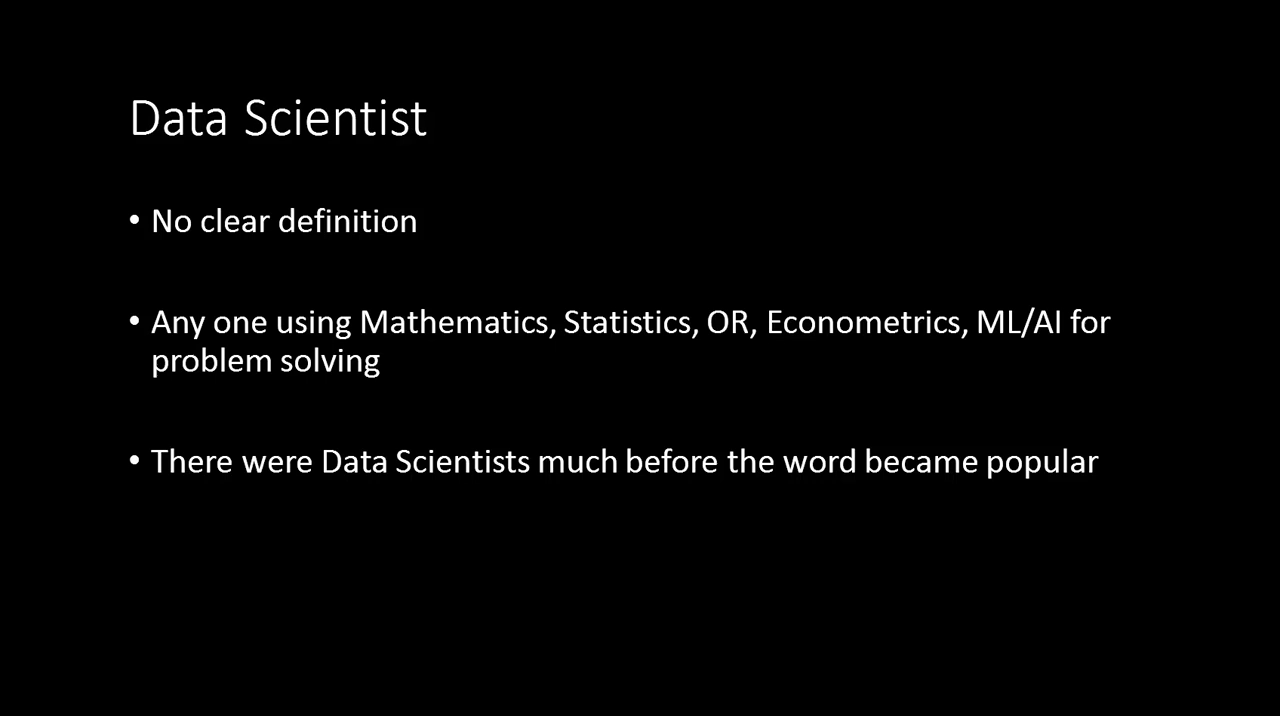 Data Scientist
• No clear definition
• Any one using Mathematics, Statistics, OR, Econometrics, ML/AI for
problem solving
• There were Data Scientists much before the word became popular